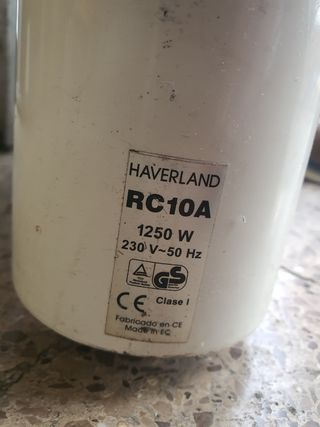 HAVERLAND
RC10A
1250 W
230 V~50 Hz
GS
CE Clase I
Fabricado en CE
Made in EC